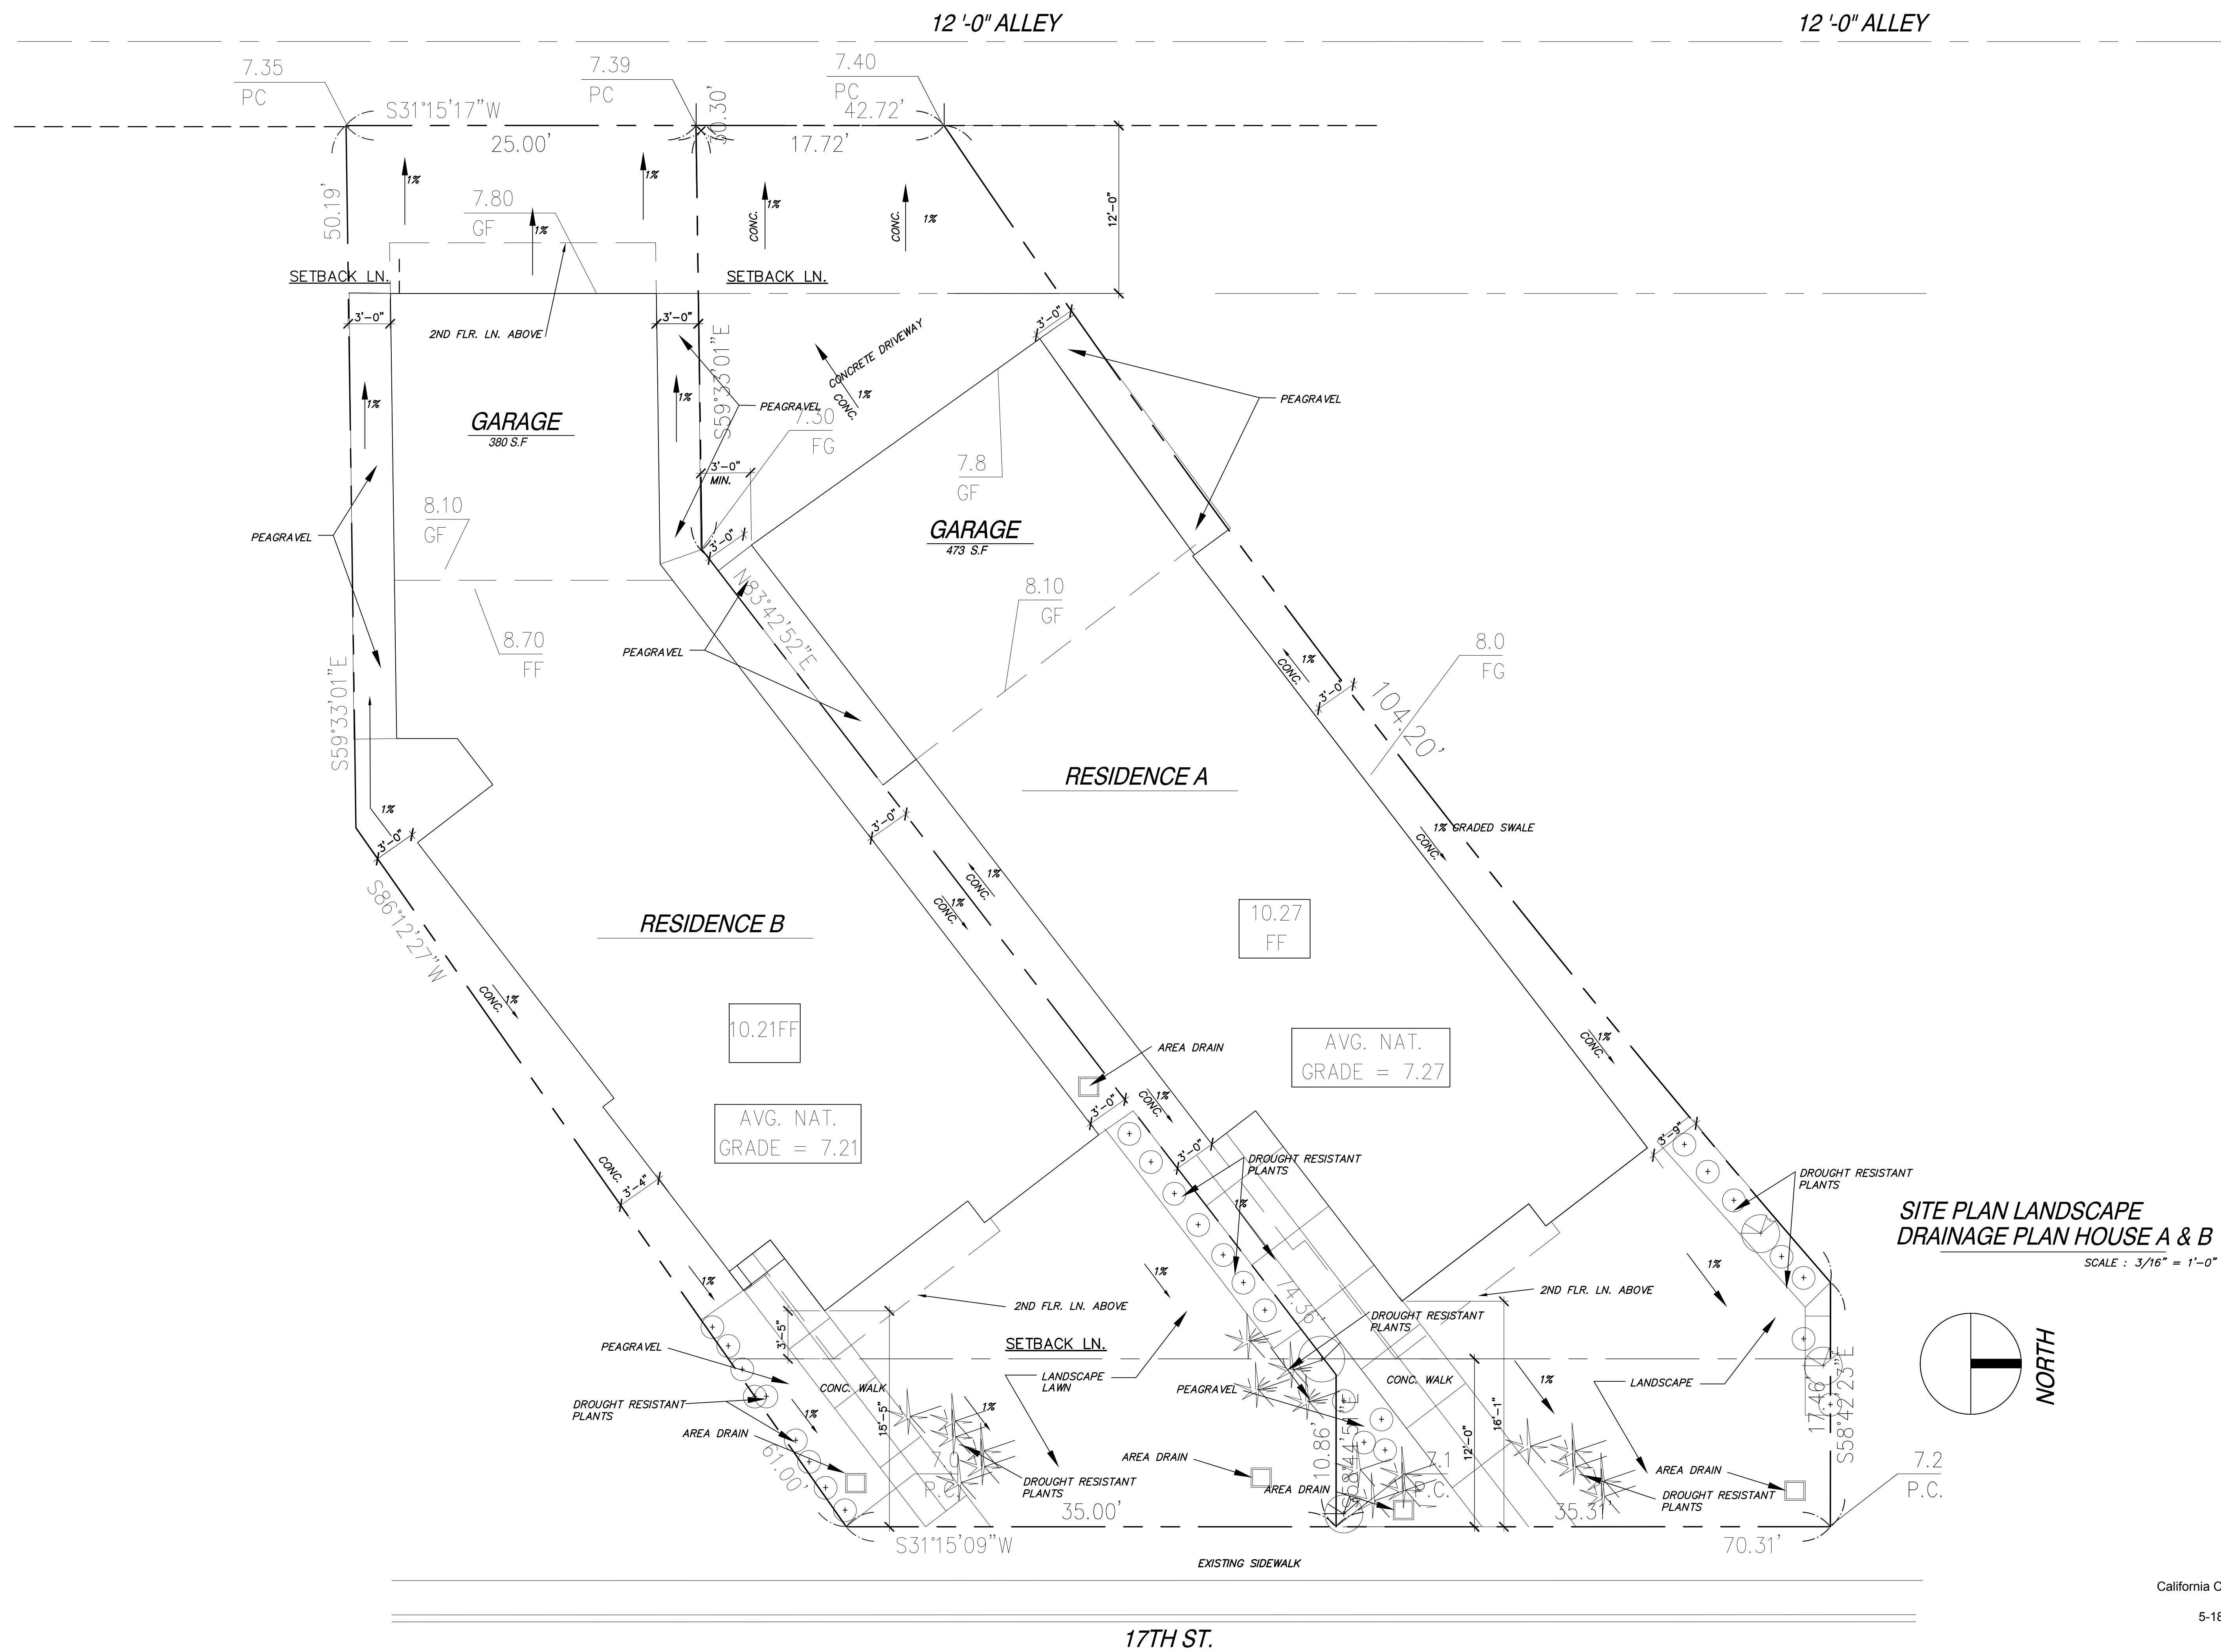 12 '-0" ALLEY
12 '-0" ALLEY
7.35
PC
7.39
PC
7.40
PC
S31°15'17"W
50.30'
42.72'
25.00'
17.72'
50.19'
1%
1%
7.80
GF
1%
CONC.
1%
CONC.
1%
12'-0"
SETBACK LN.
SETBACK LN.
3'-0"
3'-0"
3'-0"
2ND FLR. LN. ABOVE
S59°33'01"E
CONCRETE DRIVEWAY
1%
CONC.
1%
1%
PEAGRAVEL
PEAGRAVEL
GARAGE
380 S.F
7.30
FG
3'-0"
MIN.
7.8
GF
8.10
GF
PEAGRAVEL
GARAGE
473 S.F
3'-0"
N83°42'52"E
8.10
GF
8.70
FF
PEAGRAVEL
8.0
FG
1%
CONC.
3'-0"
104.20'
S59°33'01"E
RESIDENCE A
1%
3'-0"
3'-0"
1% GRADED SWALE
CONC.
S86°12'27"W
1%
CONC.
1%
CONC.
RESIDENCE B
10.27
FF
CONC.
1%
10.21FF
AREA DRAIN
AVG. NAT.
GRADE = 7.27
1%
CONC.
AVG. NAT.
GRADE = 7.21
3'-0"
1%
CONC.
3'-0"
3'-9"
CONC.
3'-4"
DROUGHT RESISTANT
PLANTS
DROUGHT RESISTANT
PLANTS
1%
SITE PLAN LANDSCAPE
DRAINAGE PLAN HOUSE A & B
SCALE : 3/16" = 1'-0"
1%
1%
1%
74.36'
2ND FLR. LN. ABOVE
2ND FLR. LN. ABOVE
DROUGHT RESISTANT
PLANTS
3'-5"
PEAGRAVEL
SETBACK LN.
NORTH
CONC. WALK
LANDSCAPE
LAWN
PEAGRAVEL
CONC. WALK
1%
LANDSCAPE
DROUGHT RESISTANT
PLANTS
1%
15'-5"
1%
12'-0"
16'-1"
17.46'
S58°42'23"E
AREA DRAIN
61.00'
7.0
P.C.
DROUGHT RESISTANT
PLANTS
AREA DRAIN
AREA DRAIN
10.86'
7.1
P.C.
AREA DRAIN
DROUGHT RESISTANT
PLANTS
7.2
P.C.
35.00'
35.31'
S31°15'09"W
70.31'
EXISTING SIDEWALK
California C
5-18
17TH ST.